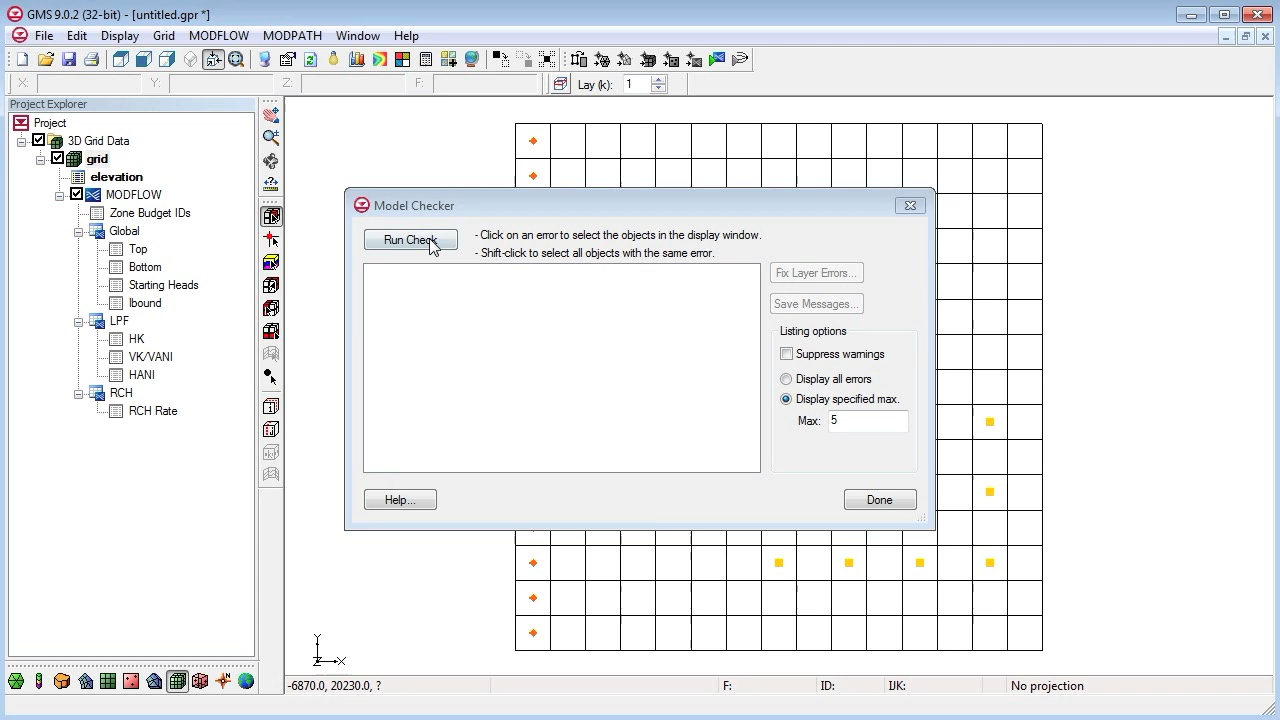 GMS 9.0.2 (32-bit) - [untitled.gpr *]
File Edit Display Grid MODFLOW MODPATH Window Help
X: Y: Z: F: Lay (k): 1
Project Explorer
Project
3D Grid Data
grid
elevation
MODFLOW
Zone Budget IDs
Global
Top
Bottom
Starting Heads
Ibound
LPF
HK
VK/VANI
HANI
RCH
RCH Rate
Model Checker
Run Check
- Click on an error to select the objects in the display window.
- Shift-click to select all objects with the same error.
Fix Layer Errors...
Save Messages...
Listing options
Suppress warnings
Display all errors
Display specified max.
Max: 5
Help... Done
Y
X
-6870.0, 20230.0, ? F: ID: IJK: No projection